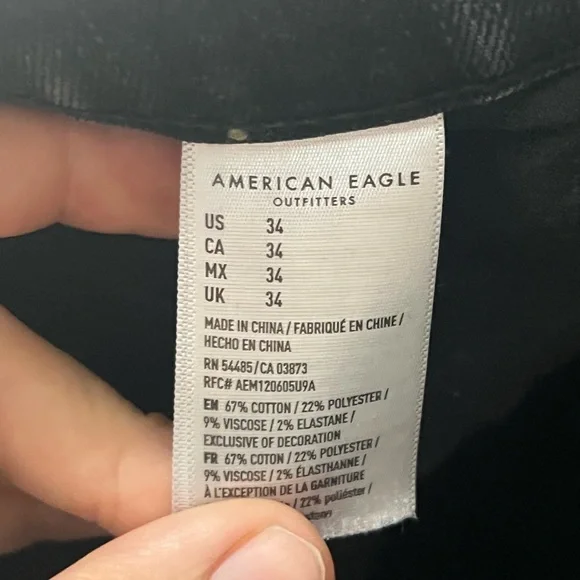 AMERICAN EAGLE
OUTFITTERS
US 34
CA 34
MX 34
UK 34
MADE IN CHINA / FABRIQUÉ EN CHINE /
HECHO EN CHINA
RN 54485/CA 03873
RFC# AEM120605U9A
EN 67% COTTON / 22% POLYESTER /
9% VISCOSE / 2% ELASTANE /
EXCLUSIVE OF DECORATION
FR 67% COTON / 22% POLYESTER /
9% VISCOSE / 2% ÉLASTHANNE /
À L'EXCEPTION DE LA GARNITURE
/ 22% poliéster /